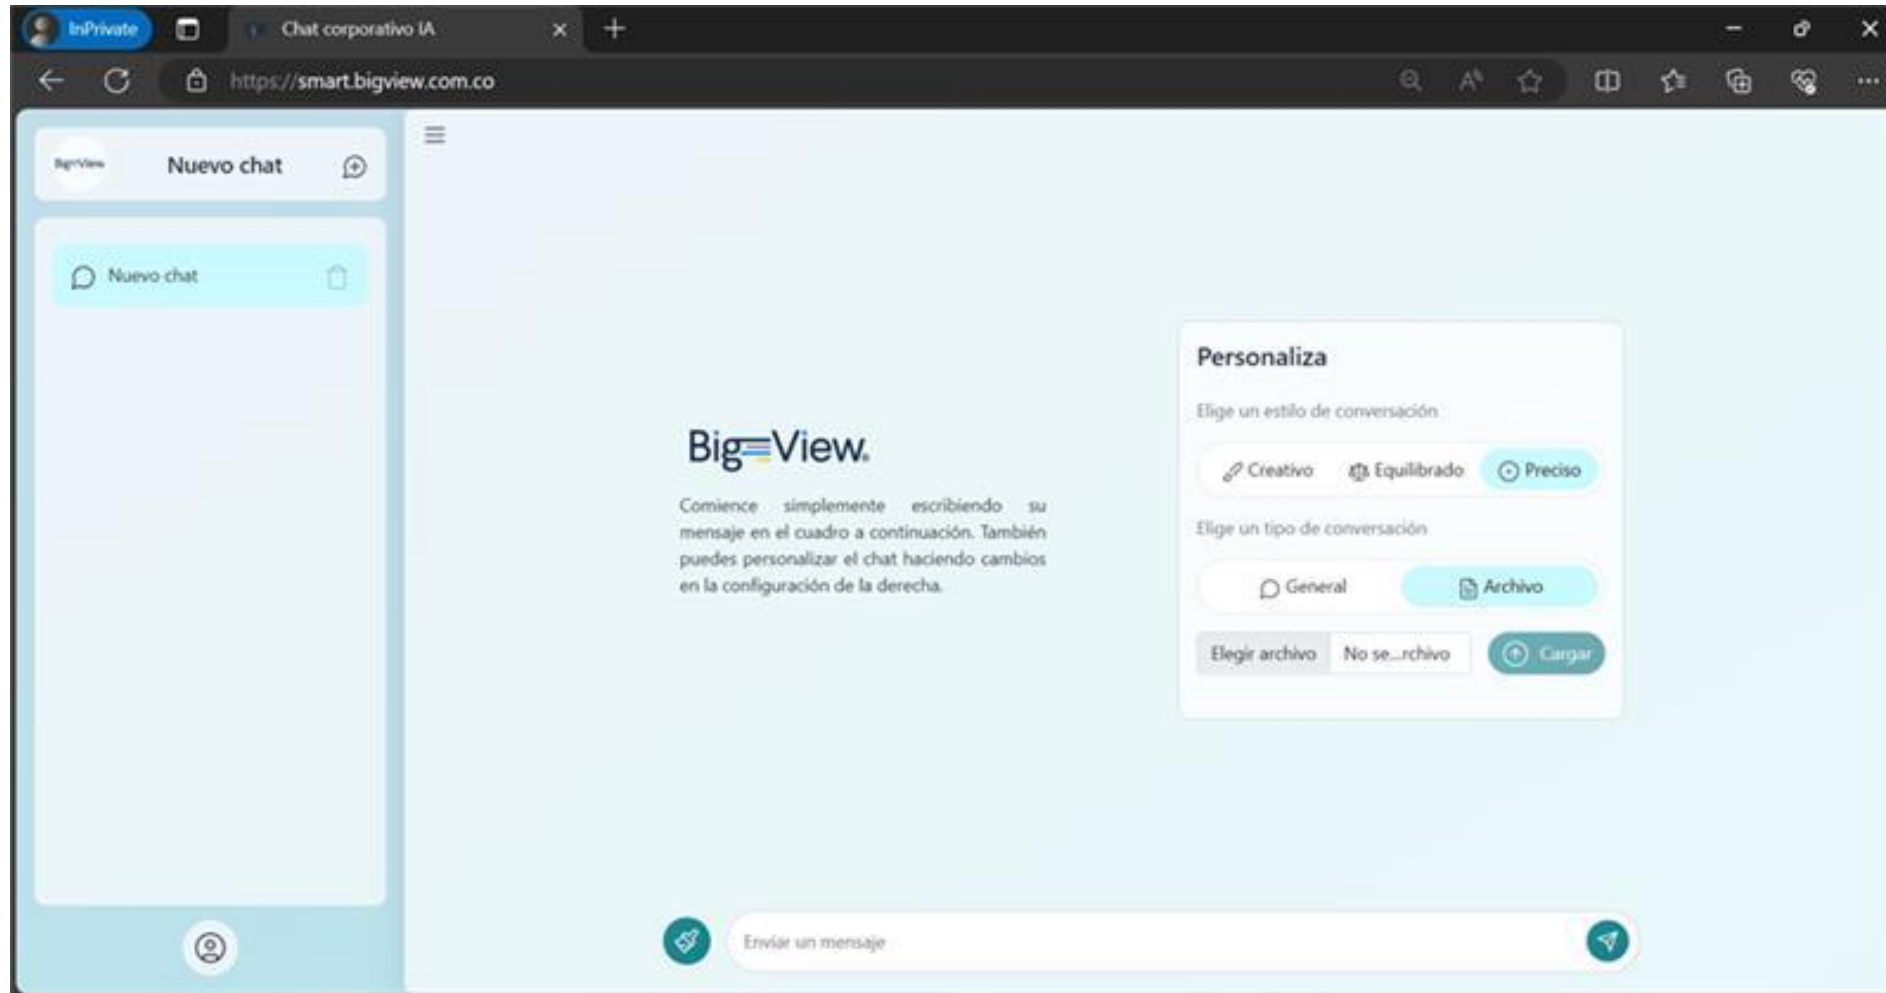 InPrivate
Chat corporativo IA
https://smart.bigview.com.co
Big View
Nuevo chat
Nuevo chat
Big View.
Comience simplemente escribiendo su
mensaje en el cuadro a continuación. También
puedes personalizar el chat haciendo cambios
en la configuración de la derecha.
Personaliza
Elige un estilo de conversación
Creativo Equilibrado Preciso
Elige un tipo de conversación
General Archivo
Elegir archivo No se...rchivo Cargar
Enviar un mensaje